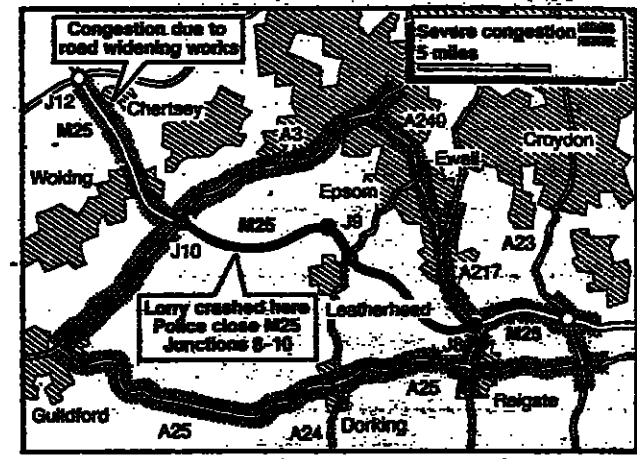 Congestion due to
road widening works
Severe congestion
5 miles
J12
Chertsey
M25
A3
A240
Croydon
Ewell
Woking
Epsom
M25
J9
A23
J10
A217
Lorry crashed here
Police close M25
Junctions 8-10
Leatherhead
M25
J8
A25
Reigate
Guildford
A25
A24
Dorking